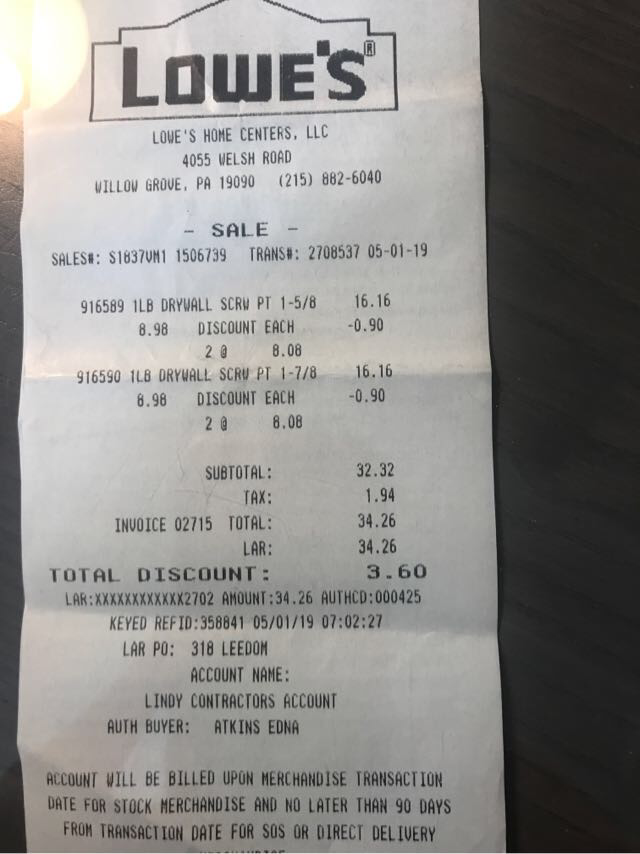 LOWE'S®
LOWE'S HOME CENTERS, LLC
4055 WELSH ROAD
WILLOW GROVE, PA 19090 (215) 882-6040
- SALE -
SALES#: S1837VM1 1506739 TRANS#: 2708537 05-01-19
916589 1LB DRYWALL SCRW PT 1-5/8 16.16
8.98 DISCOUNT EACH -0.90
2 @ 8.08
916590 1LB DRYWALL SCRW PT 1-7/8 16.16
8.98 DISCOUNT EACH -0.90
2 @ 8.08
SUBTOTAL: 32.32
TAX: 1.94
INVOICE 02715 TOTAL: 34.26
LAR: 34.26
TOTAL DISCOUNT: 3.60
LAR:XXXXXXXXXXXX2702 AMOUNT:34.26 AUTHCD:000425
KEYED REFID:358841 05/01/19 07:02:27
LAR PO: 318 LEEDOM
ACCOUNT NAME:
LINDY CONTRACTORS ACCOUNT
AUTH BUYER: ATKINS EDNA
ACCOUNT WILL BE BILLED UPON MERCHANDISE TRANSACTION
DATE FOR STOCK MERCHANDISE AND NO LATER THAN 90 DAYS
FROM TRANSACTION DATE FOR SOS OR DIRECT DELIVERY